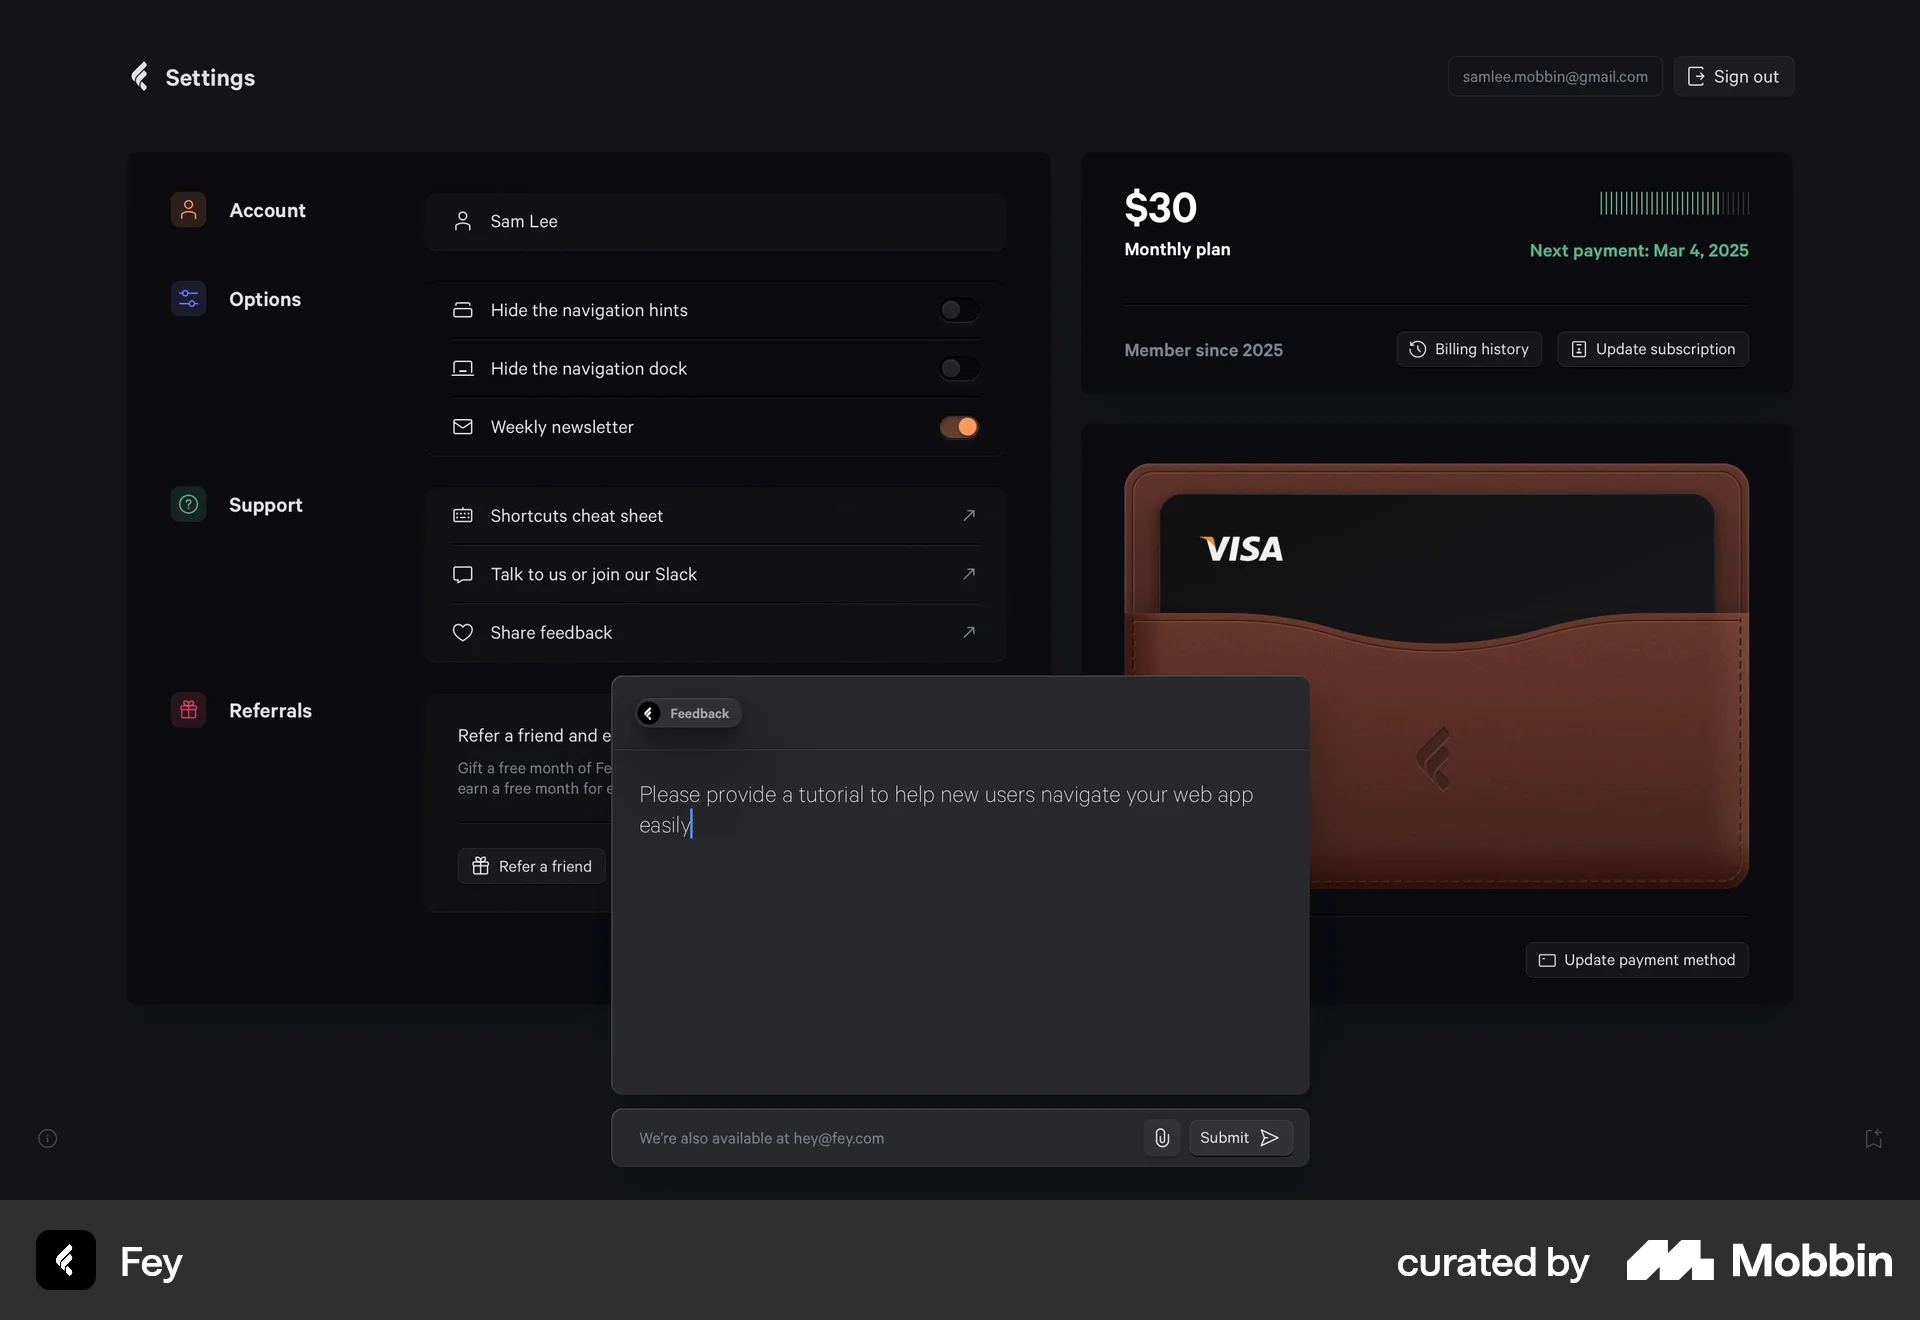 Settings
samlee.mobbin@gmail.com
Sign out
Account
Sam Lee
Options
Hide the navigation hints
Hide the navigation dock
Weekly newsletter
Support
Shortcuts cheat sheet
Talk to us or join our Slack
Share feedback
Referrals
Refer a friend and
Gift a free month of
earn a free month for
Refer a friend
$30
Monthly plan
Next payment: Mar 4, 2025
Member since 2025
Billing history
Update subscription
VISA
Update payment method
Feedback
Please provide a tutorial to help new users navigate your web app
easily
We're also available at hey@fey.com
Submit
Fey
curated by
Mobbin